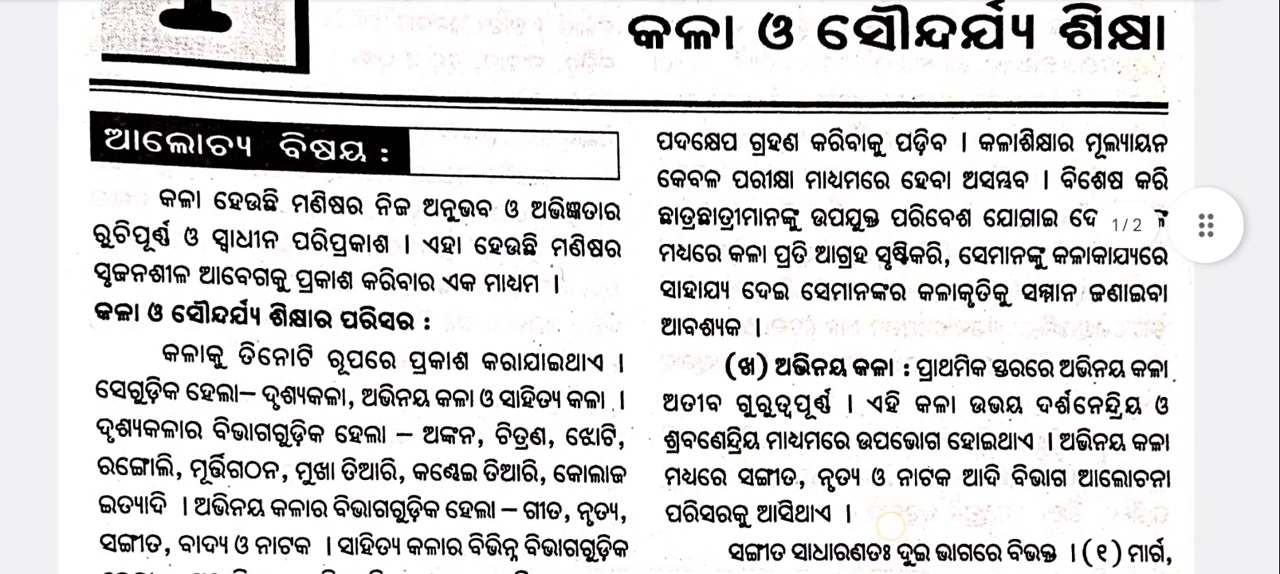 କଳା ଓ ସୌନ୍ଦର୍ଯ୍ୟ ଶିକ୍ଷା
ଆଲୋଚ୍ୟ ବିଷୟ :
କଳା ହେଉଛି ମଣିଷର ନିଜ ଅନୁଭବ ଓ ଅଭିଜ୍ଞତାର
ରୁଚିପୂର୍ଣ୍ଣ ଓ ସ୍ୱାଧୀନ ପରିପ୍ରକାଶ । ଏହା ହେଉଛି ମଣିଷର
ସୃଜନଶୀଳ ଆବେଗକୁ ପ୍ରକାଶ କରିବାର ଏକ ମାଧ୍ୟମ ।
କଳା ଓ ସୌନ୍ଦର୍ଯ୍ୟ ଶିକ୍ଷାର ପରିସର :
କଳାକୁ ତିନୋଟି ରୂପରେ ପ୍ରକାଶ କରାଯାଇଥାଏ ।
ସେଗୁଡ଼ିକ ହେଲା– ଦୃଶ୍ୟକଳା, ଅଭିନୟ କଳା ଓ ସାହିତ୍ୟ କଳା ।
ଦୃଶ୍ୟକଳାର ବିଭାଗଗୁଡ଼ିକ ହେଲା – ଅଙ୍କନ, ଚିତ୍ରଣ, ଝୋଟି,
ରଙ୍ଗୋଲି, ମୂର୍ତ୍ତିଗଠନ, ମୁଖା ତିଆରି, କଣ୍ଢେଇ ତିଆରି, କୋଲାଜ
ଇତ୍ୟାଦି । ଅଭିନୟ କଳାର ବିଭାଗଗୁଡ଼ିକ ହେଲା – ଗୀତ, ନୃତ୍ୟ,
ସଙ୍ଗୀତ, ବାଦ୍ୟ ଓ ନାଟକ । ସାହିତ୍ୟ କଳାର ବିଭିନ୍ନ ବିଭାଗଗୁଡ଼ିକ
ପଦକ୍ଷେପ ଗ୍ରହଣ କରିବାକୁ ପଡ଼ିବ । କଳାଶିକ୍ଷାର ମୂଲ୍ୟାୟନ
କେବଳ ପରୀକ୍ଷା ମାଧ୍ୟମରେ ହେବା ଅସମ୍ଭବ । ବିଶେଷ କରି
ଛାତ୍ରଛାତ୍ରୀମାନଙ୍କୁ ଉପଯୁକ୍ତ ପରିବେଶ ଯୋଗାଇ ଦେ 1/2
ମଧ୍ୟରେ କଳା ପ୍ରତି ଆଗ୍ରହ ସୃଷ୍ଟିକରି, ସେମାନଙ୍କୁ କଳାକାଯ୍ୟରେ
ସାହାଯ୍ୟ ଦେଇ ସେମାନଙ୍କର କଳାକୃତିକୁ ସମ୍ମାନ ଜଣାଇବା
ଆବଶ୍ୟକ ।
(ଖ) ଅଭିନୟ କଳା : ପ୍ରାଥମିକ ସ୍ତରରେ ଅଭିନୟ କଳା
ଅତୀବ ଗୁରୁତ୍ୱପୂର୍ଣ୍ଣ । ଏହି କଳା ଉଭୟ ଦର୍ଶନେନ୍ଦ୍ରିୟ ଓ
ଶ୍ରବଣେନ୍ଦ୍ରିୟ ମାଧ୍ୟମରେ ଉପଭୋଗ ହୋଇଥାଏ । ଅଭିନୟ କଳା
ମଧ୍ୟରେ ସଙ୍ଗୀତ, ନୃତ୍ୟ ଓ ନାଟକ ଆଦି ବିଭାଗ ଆଲୋଚନା
ପରିସରକୁ ଆସିଥାଏ ।
ସଙ୍ଗୀତ ସାଧାରଣତଃ ଦୁଇ ଭାଗରେ ବିଭକ୍ତ । (୧) ମାର୍ଗ,